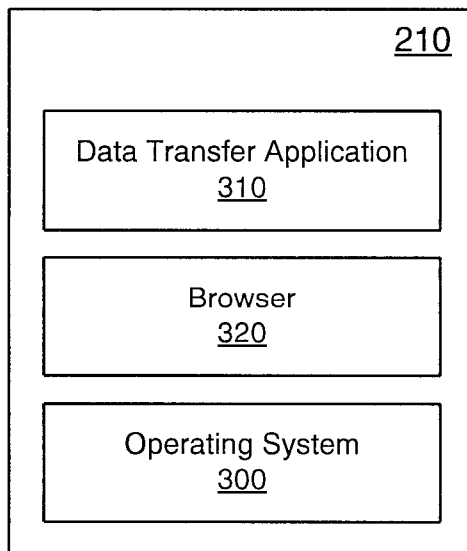 210
Data Transfer Application
310
Browser
320
Operating System
300